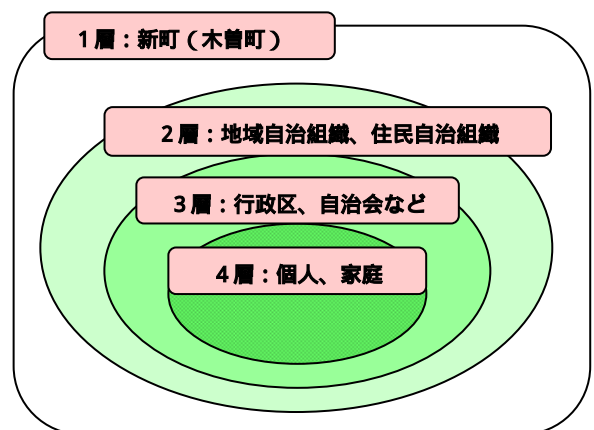 1層：新町（木曽町）
2層：地域自治組織、住民自治組織
3層：行政区、自治会など
4層：個人、家庭